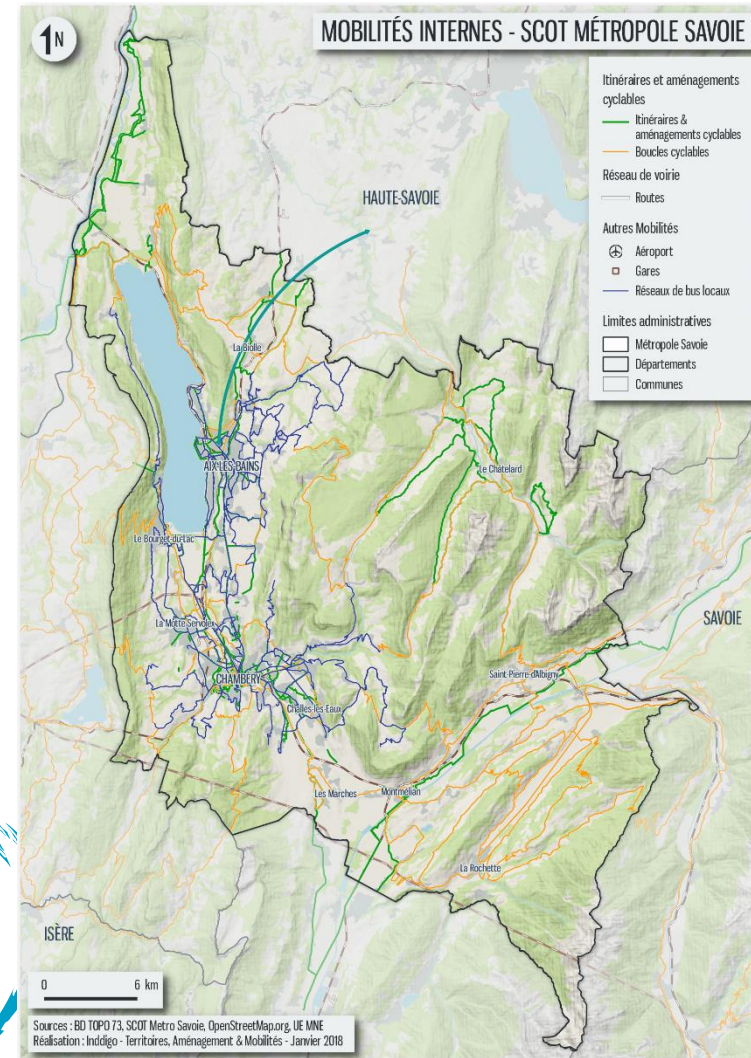 1N
MOBILITÉS INTERNES - SCOT MÉTROPOLE SAVOIE
Itinéraires et aménagements
cyclables
Itinéraires &
aménagements cyclables
Boucles cyclables
Réseau de voirie
Routes
Autres Mobilités
Aéroport
Gares
Réseaux de bus locaux
Limites administratives
Métropole Savoie
Départements
Communes
HAUTE-SAVOIE
La Biolle
AIX-LES-BAINS
Le Châtelard
Le Bourget-du-Lac
La Motte Servolex
SAVOIE
Saint-Pierre-d'Albigny
CHAMBÉRY
Challes-les-Eaux
Les Marches
Montmélian
La Rochette
ISÈRE
0 6 km
Sources : BD TOPO 73, SCOT Metro Savoie, OpenStreetMap.org, UE MNE
Réalisation : Inddigo - Territoires, Aménagement & Mobilités - Janvier 2018